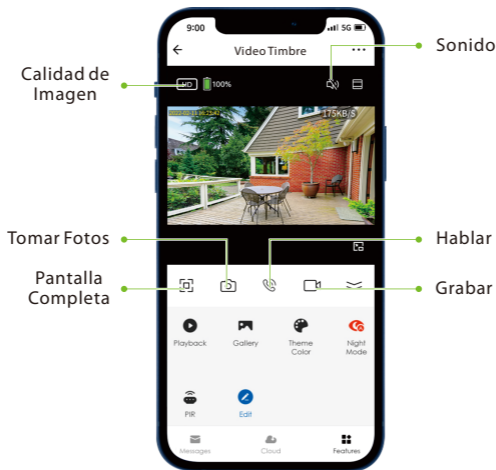 9:00
5G
Video Timbre
Sonido
Calidad de
Imagen
HD
100%
175KB/S
Tomar Fotos
Hablar
Pantalla
Completa
Grabar
Playback
Gallery
Theme
Color
Night
Mode
PIR
Edit
Messages
Cloud
Features